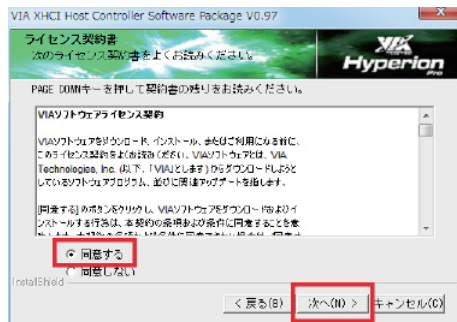 VIA XHCI Host Controller Software Package V0.97
ライセンス契約書
次のライセンス契約書をよくお読みください。
VIA
Hyperion
Pro
PAGE DOWNキーを押して契約書の残りをお読みください。
VIAソフトウェアライセンス契約
VIAソフトウェアをダウンロード、インストール、またはご利用になる前に、
このライセンス契約をよくお読みください。VIAソフトウェアとは、VIA
Technologies, Inc. (以下、「VIA」とします)からダウンロードしようと
しているソフトウェアプログラム、並びに関連アップデートを指します。
[同意する]のボタンをクリックし、VIAソフトウェアをダウンロードおよびイ
ンストールする行為は、本契約の条項および条件に同意することを意
同意する
同意しない
InstallShield
< 戻る(B)
次へ(N) >
キャンセル(C)